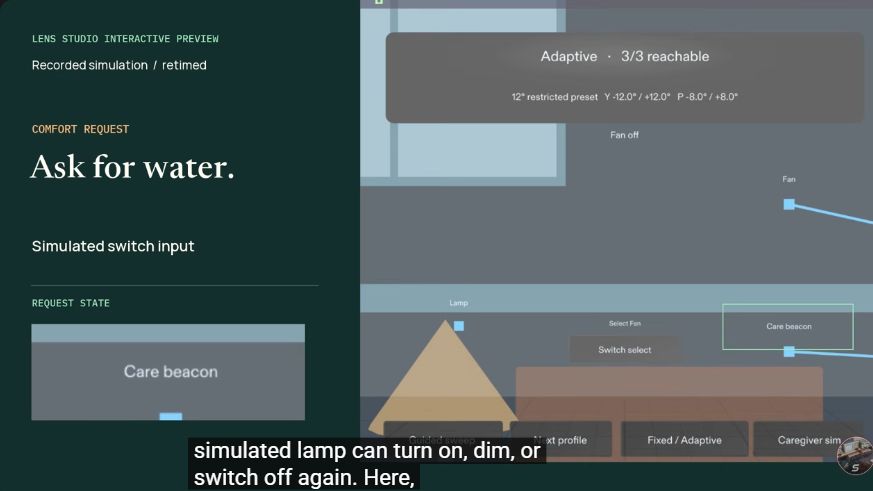 LENS STUDIO INTERACTIVE PREVIEW
Recorded simulation / retimed
COMFORT REQUEST
Ask for water.
Simulated switch input
REQUEST STATE
Care beacon
Adaptive · 3/3 reachable
12° restricted preset Y -12.0° / +12.0° P -8.0° / +8.0°
Fan off
Fan
Lamp
Select Fan
Switch select
Care beacon
Guided sweep
Next profile
Fixed / Adaptive
Caregiver sim
simulated lamp can turn on, dim, or
switch off again. Here,
S